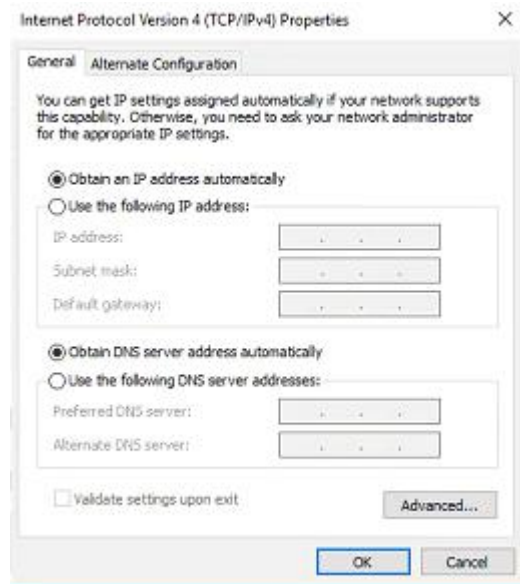 Internet Protocol Version 4 (TCP/IPv4) Properties
General Alternate Configuration
You can get IP settings assigned automatically if your network supports
this capability. Otherwise, you need to ask your network administrator
for the appropriate IP settings.
Obtain an IP address automatically
Use the following IP address:
IP address:
Subnet mask:
Default gateway:
Obtain DNS server address automatically
Use the following DNS server addresses:
Preferred DNS server:
Alternate DNS server:
Validate settings upon exit
Advanced...
OK Cancel